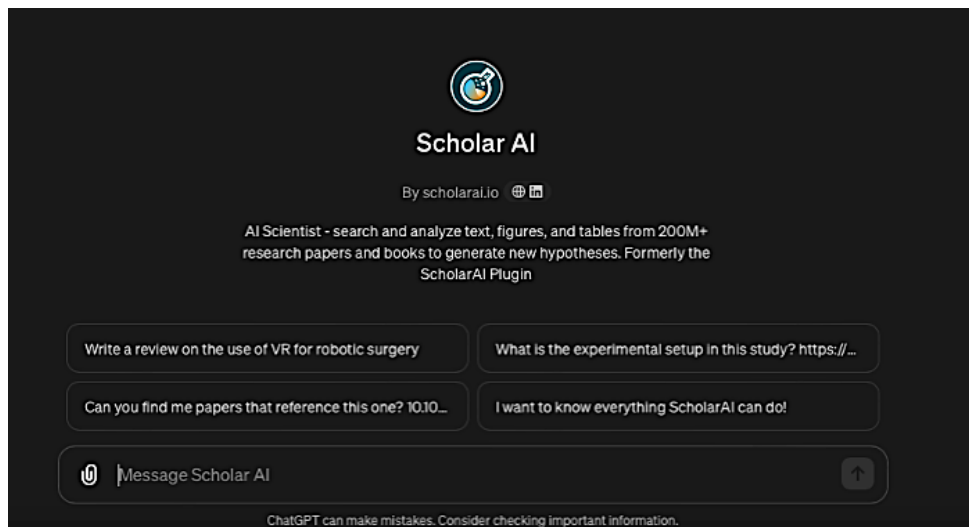 Scholar AI
By scholarai.io
AI Scientist - search and analyze text, figures, and tables from 200M+
research papers and books to generate new hypotheses. Formerly the
ScholarAI Plugin
Write a review on the use of VR for robotic surgery
What is the experimental setup in this study? https://...
Can you find me papers that reference this one? 10.10...
I want to know everything ScholarAI can do!
Message Scholar AI
ChatGPT can make mistakes. Consider checking important information.